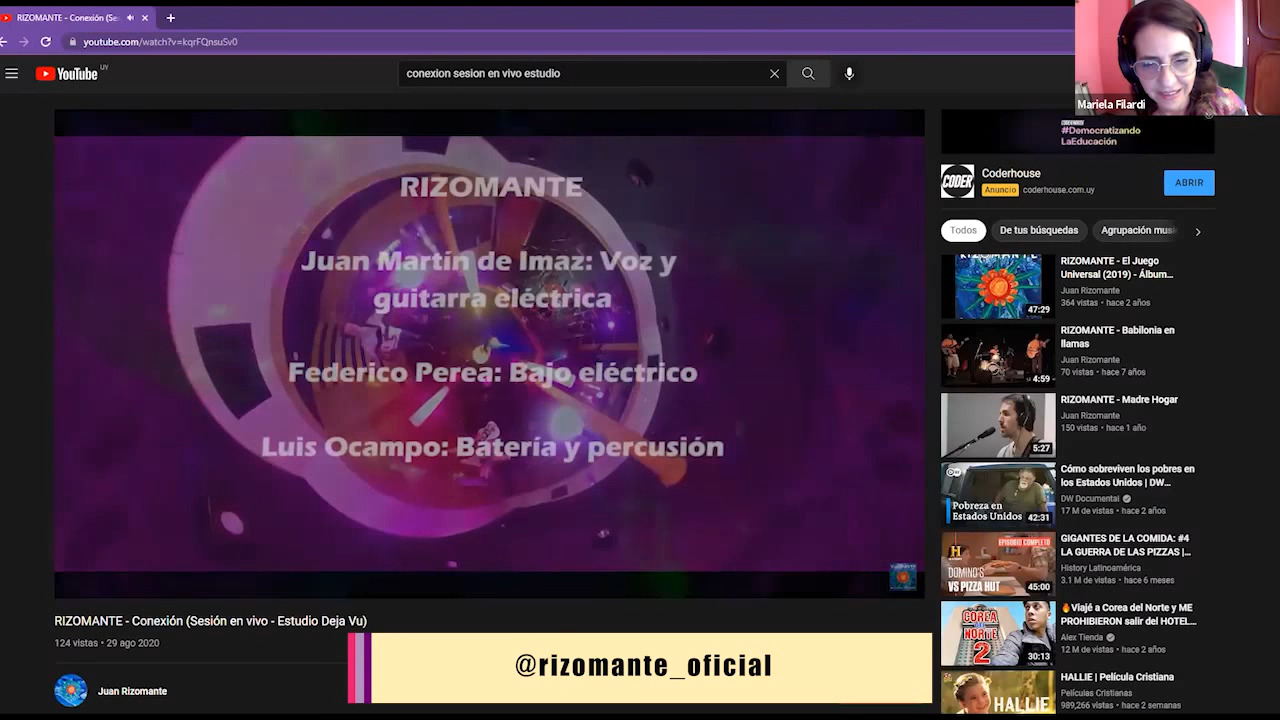 RIZOMANTE - Conexión (Se
youtube.com/watch?v=kqrFQnsuSv0
YouTube
UY
conexion sesion en vivo estudio
Mariela Filardi
RIZOMANTE
Juan Martín de Imaz: Voz y
guitarra eléctrica
Federico Perea: Bajo eléctrico
Luis Ocampo: Batería y percusión
#Democratizando
LaEducación
CODER
Coderhouse
Anuncio
coderhouse.com.uy
ABRIR
Todos
De tus búsquedas
Agrupación musi
RIZOMANTE
47:29
RIZOMANTE - El Juego
Universal (2019) - Álbum...
Juan Rizomante
364 vistas • hace 2 años
4:59
RIZOMANTE - Babilonia en
llamas
Juan Rizomante
70 vistas • hace 7 años
5:27
RIZOMANTE - Madre Hogar
Juan Rizomante
150 vistas • hace 1 año
DW
Pobreza en
Estados Unidos
42:31
Cómo sobreviven los pobres en
los Estados Unidos | DW...
DW Documental
17 M de vistas • hace 2 años
EPISODIO COMPLETO
H
DOMINO'S
VS PIZZA HUT
45:00
GIGANTES DE LA COMIDA: #4
LA GUERRA DE LAS PIZZAS |...
History Latinoamérica
3.1 M de vistas • hace 6 meses
COREA
DEL
NORTE
2
30:13
Viajé a Corea del Norte y ME
PROHIBIERON salir del HOTEL...
Alex Tienda
12 M de vistas • hace 2 años
HALLIE
HALLIE | Película Cristiana
Películas Cristianas
989,266 vistas • hace 2 semanas
RIZOMANTE - Conexión (Sesión en vivo - Estudio Deja Vu)
124 vistas • 29 ago 2020
@rizomante_oficial
Juan Rizomante